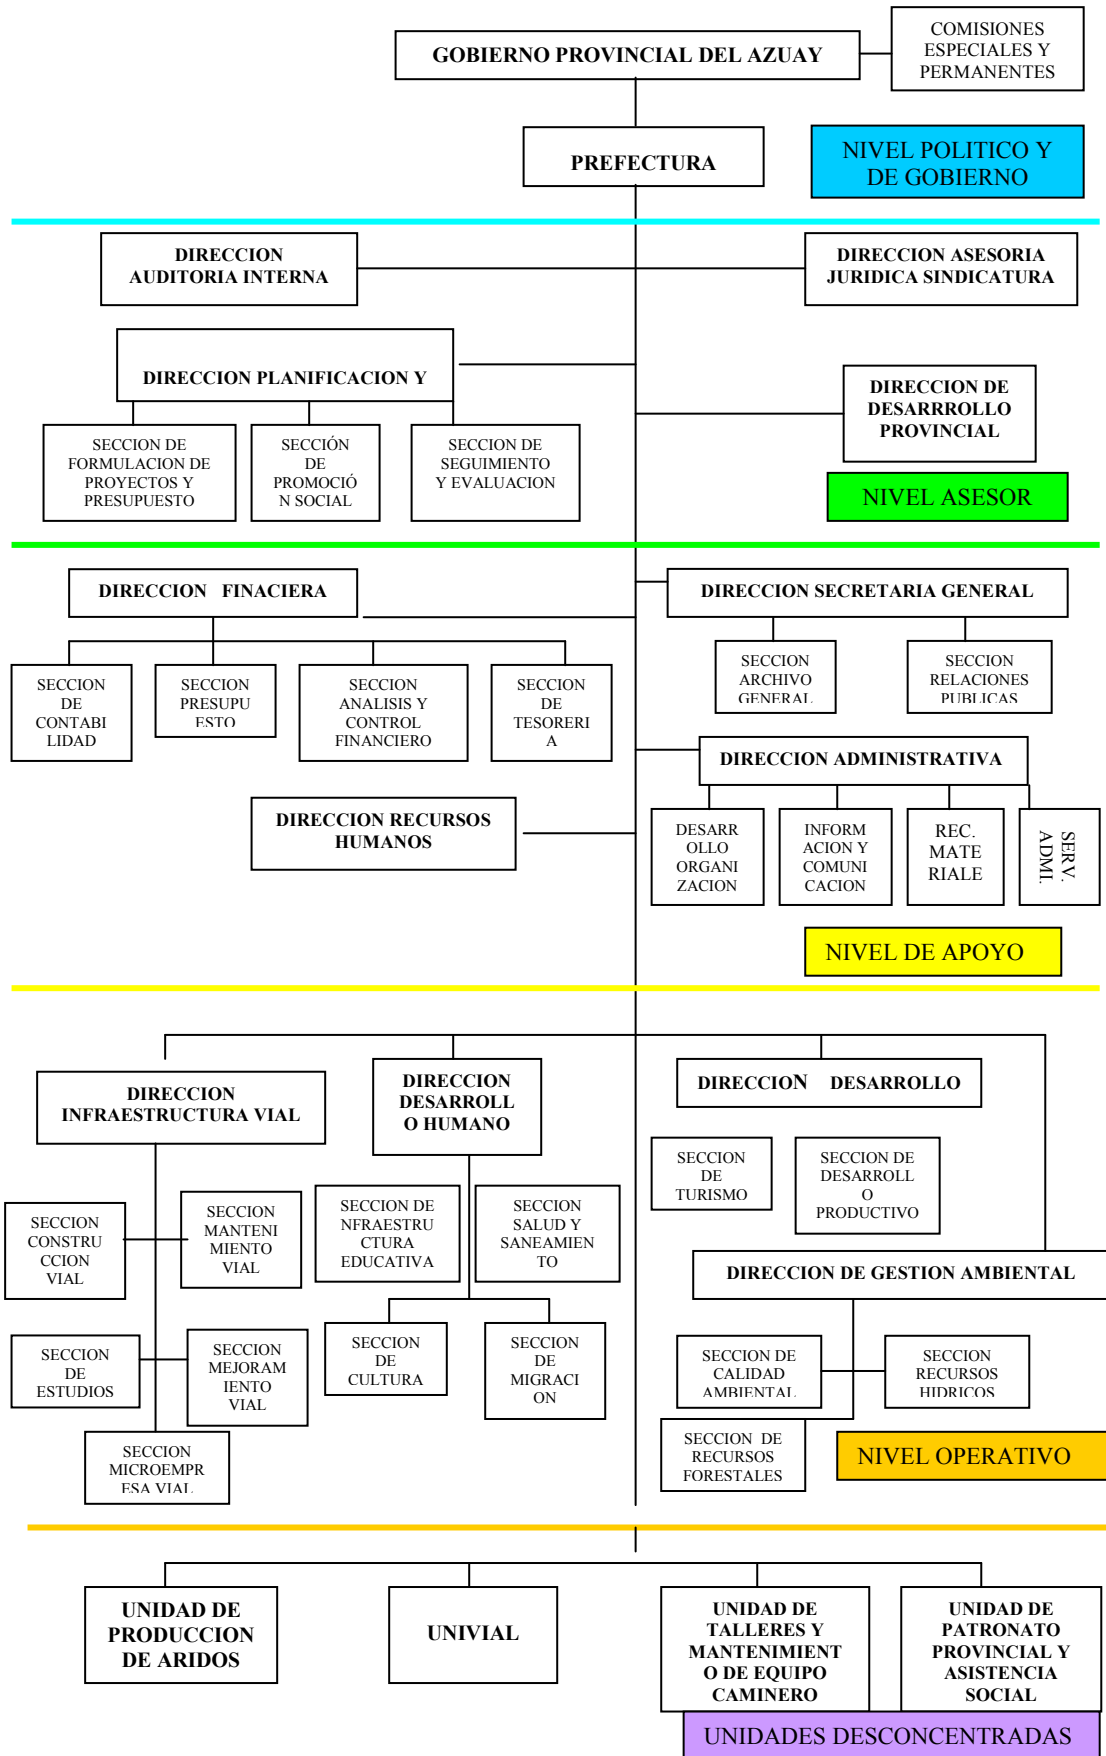 GOBIERNO PROVINCIAL DEL AZUAY
COMISIONES
ESPECIALES Y
PERMANENTES
PREFECTURA
NIVEL POLITICO Y
DE GOBIERNO
DIRECCION
AUDITORIA INTERNA
DIRECCION ASESORIA
JURIDICA SINDICATURA
DIRECCION PLANIFICACION Y
DIRECCION DE
DESARRROLLO
PROVINCIAL
SECCION DE
FORMULACION DE
PROYECTOS Y
PRESUPUESTO
SECCIÓN
DE
PROMOCIÓ
N SOCIAL
SECCION DE
SEGUIMIENTO
Y EVALUACION
NIVEL ASESOR
DIRECCION FINACIERA
DIRECCION SECRETARIA GENERAL
SECCION
DE
CONTABI
LIDAD
SECCION
PRESUPU
ESTO
SECCION
ANALISIS Y
CONTROL
FINANCIERO
SECCION
DE
TESORERI
A
SECCION
ARCHIVO
GENERAL
SECCION
RELACIONES
PUBLICAS
DIRECCION ADMINISTRATIVA
DIRECCION RECURSOS
HUMANOS
DESARR
OLLO
ORGANI
ZACION
INFORM
ACION Y
COMUNI
CACION
REC.
MATE
RIALE
SERV.
ADMI.
NIVEL DE APOYO
DIRECCION
INFRAESTRUCTURA VIAL
DIRECCION
DESARROLL
O HUMANO
DIRECCION DESARROLLO
SECCION
DE
TURISMO
SECCION DE
DESARROLL
O
PRODUCTIVO
SECCION
CONSTRU
CCION
VIAL
SECCION
MANTENI
MIENTO
VIAL
SECCION DE
NFRAESTRU
CTURA
EDUCATIVA
SECCION
SALUD Y
SANEAMIEN
TO
DIRECCION DE GESTION AMBIENTAL
SECCION
DE
ESTUDIOS
SECCION
MEJORAM
IENTO
VIAL
SECCION
DE
CULTURA
SECCION
DE
MIGRACI
ON
SECCION DE
CALIDAD
AMBIENTAL
SECCION
RECURSOS
HIDRICOS
SECCION
MICROEMPR
ESA VIAL
SECCION DE
RECURSOS
FORESTALES
NIVEL OPERATIVO
UNIDAD DE
PRODUCCION
DE ARIDOS
UNIVIAL
UNIDAD DE
TALLERES Y
MANTENIMIENT
O DE EQUIPO
CAMINERO
UNIDAD DE
PATRONATO
PROVINCIAL Y
ASISTENCIA
SOCIAL
UNIDADES DESCONCENTRADAS